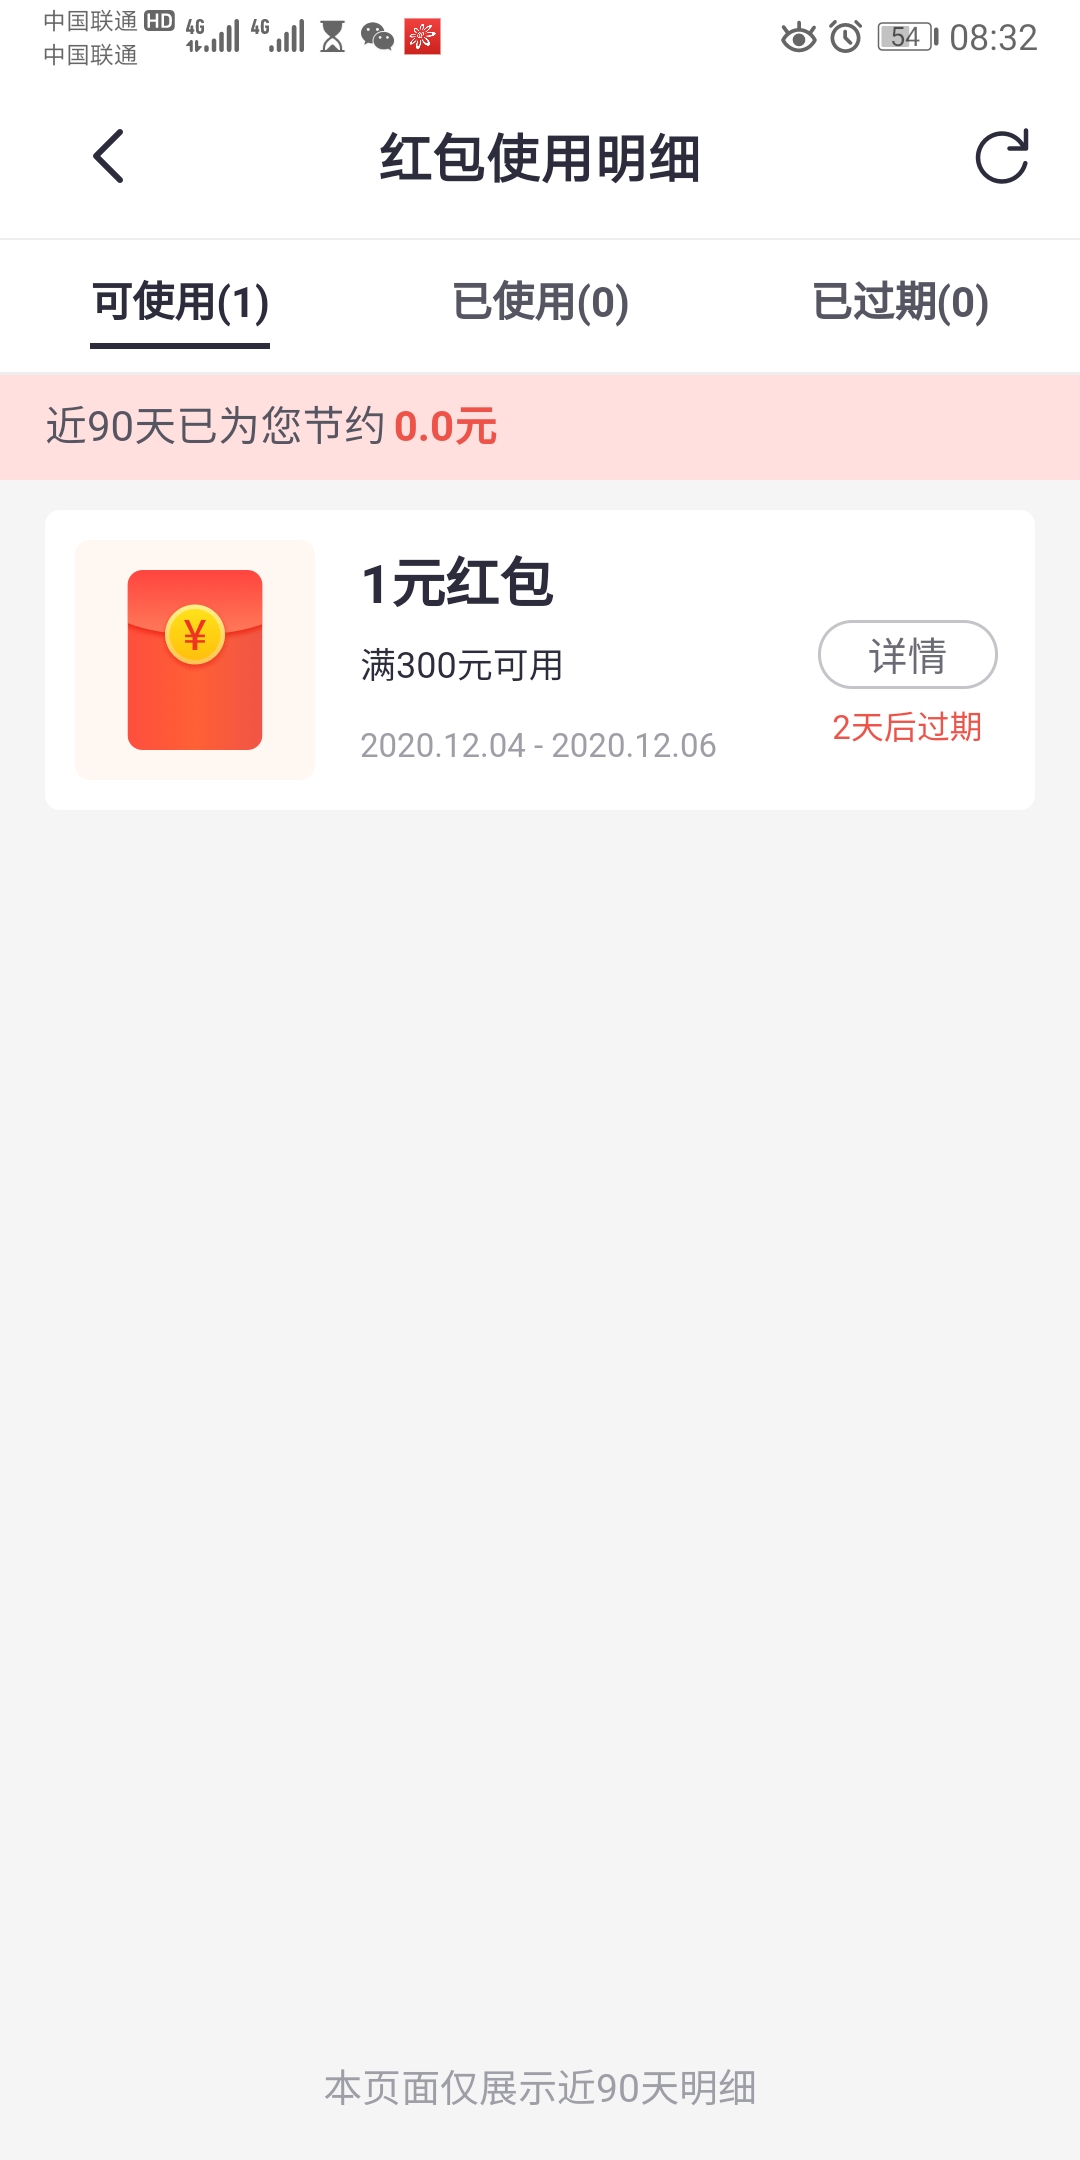 中国联通 HD 4G 4G 54 08:32
中国联通
红包使用明细
可使用(1) 已使用(0) 已过期(0)
近90天已为您节约 0.0元
1元红包
¥
满300元可用
详情
2天后过期
2020.12.04 - 2020.12.06
本页面仅展示近90天明细